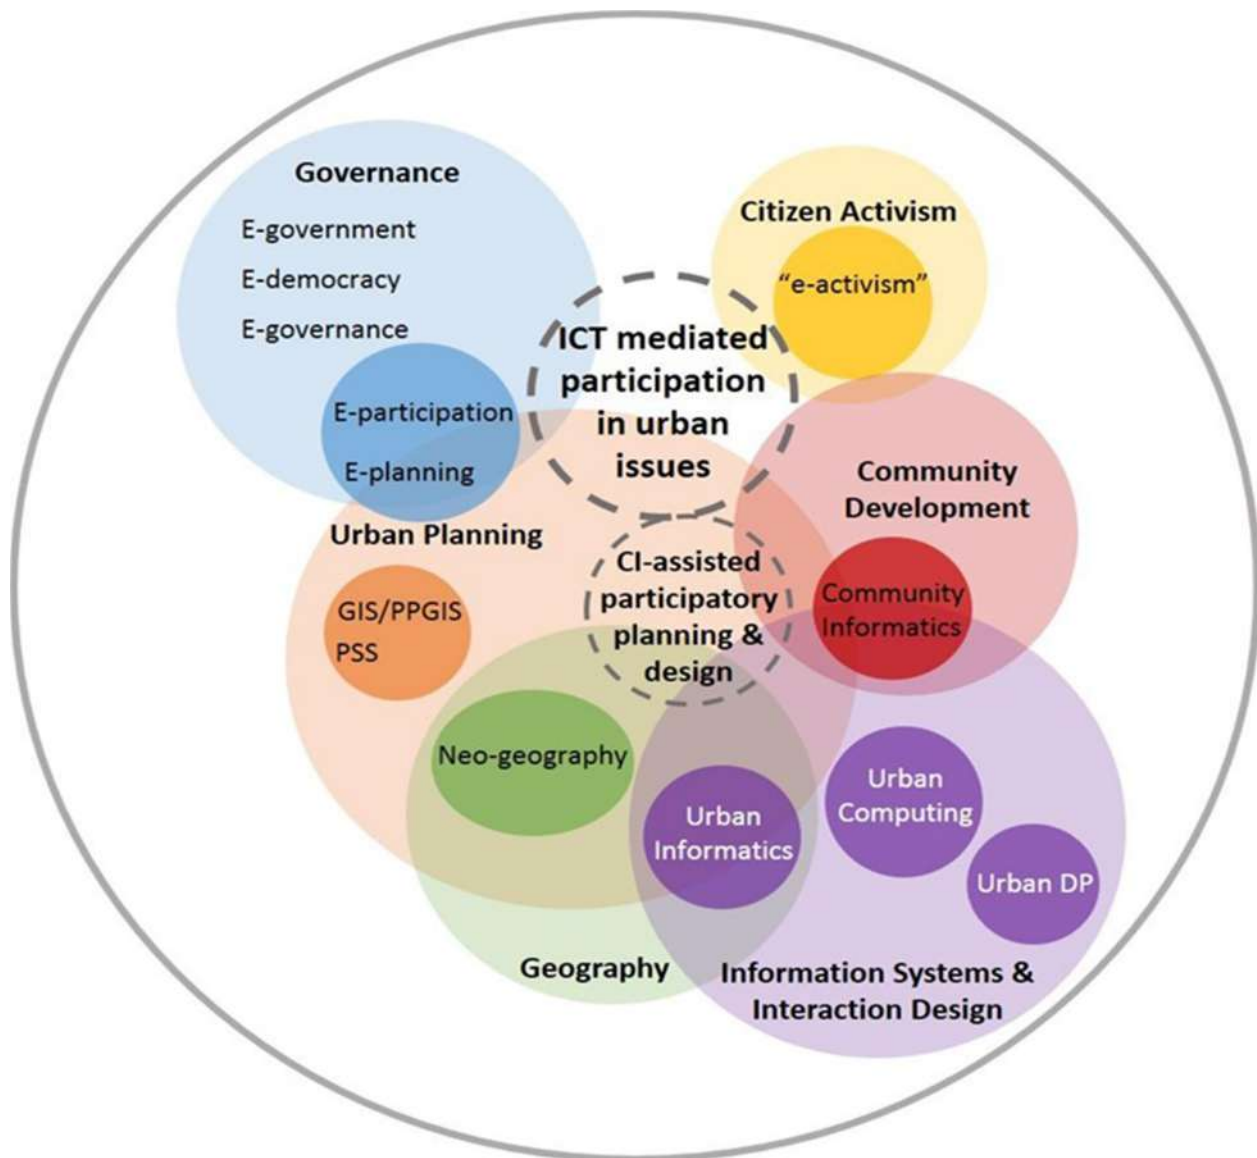 Governance
E-government
E-democracy
E-governance
E-participation
E-planning
Citizen Activism
“e-activism”
ICT mediated
participation
in urban
issues
Community
Development
Community
Informatics
Urban Planning
GIS/PPGIS
PSS
CI-assisted
participatory
planning &
design
Neo-geography
Urban
Informatics
Urban
Computing
Urban DP
Geography
Information Systems &
Interaction Design